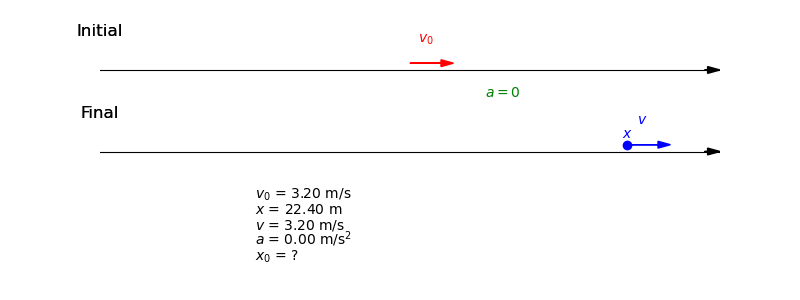 Initial
v₀
a = 0
Final
v
x
v₀ = 3.20 m/s
x = 22.40 m
v = 3.20 m/s
a = 0.00 m/s²
x₀ = ?